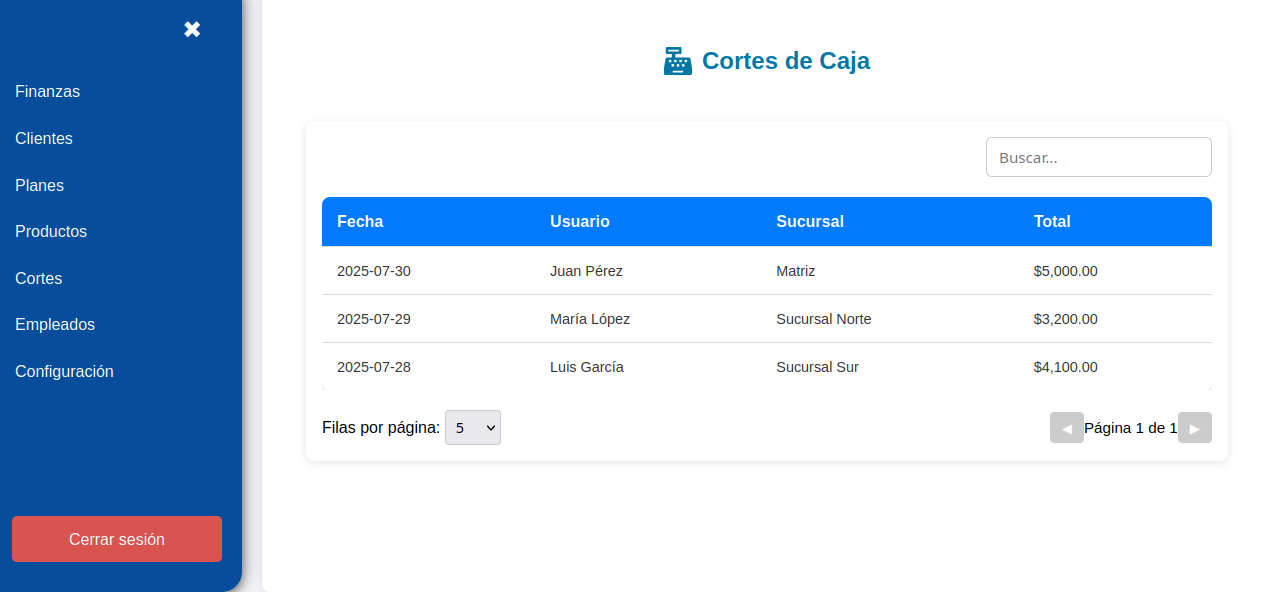 ✖
Finanzas
Clientes
Planes
Productos
Cortes
Empleados
Configuración
Cerrar sesión
Cortes de Caja
Buscar...
Fecha Usuario Sucursal Total
2025-07-30 Juan Pérez Matriz $5,000.00
2025-07-29 María López Sucursal Norte $3,200.00
2025-07-28 Luis García Sucursal Sur $4,100.00
Filas por página: 5 ◀ Página 1 de 1 ▶